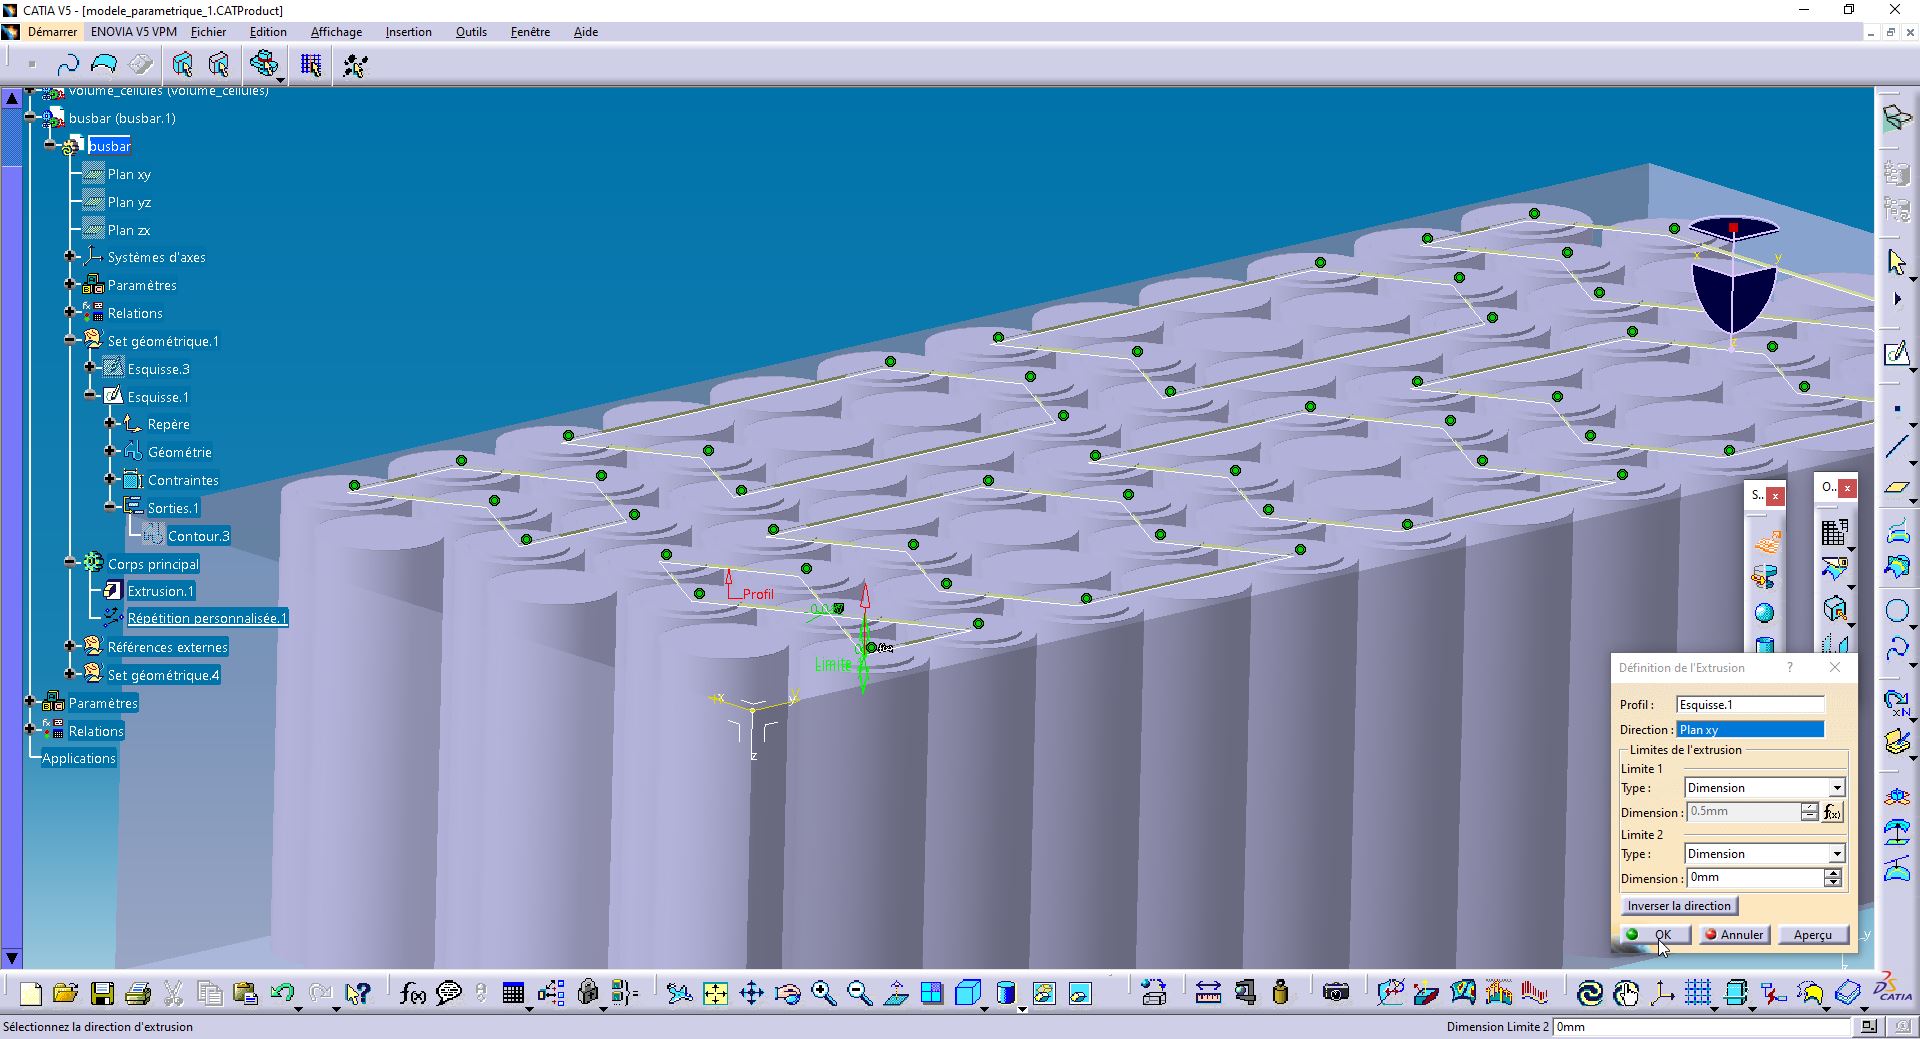 CATIA V5 - [modele_parametrique_1.CATProduct]
Démarrer ENOVIA V5 VPM Fichier Edition Affichage Insertion Outils Fenêtre Aide
volume_cellules (volume_cellules)
busbar (busbar.1)
busbar
Plan xy
Plan yz
Plan zx
Systèmes d'axes
Paramètres
Relations
Set géométrique.1
Esquisse.3
Esquisse.1
Repère
Géométrie
Contraintes
Sorties.1
Contour.3
Corps principal
Extrusion.1
Répétition personnalisée.1
Références externes
Set géométrique.4
Paramètres
Relations
Applications
x y
z
Profil
Limite
x y
z
S.. x
O.. x
Définition de l'Extrusion ?
Profil : Esquisse.1
Direction : Plan xy
Limites de l'extrusion
Limite 1
Type : Dimension
Dimension : 0.5mm f(x)
Limite 2
Type : Dimension
Dimension : 0mm
Inverser la direction
OK Annuler Aperçu
y
CATIA
Sélectionnez la direction d'extrusion
Dimension Limite 2 0mm